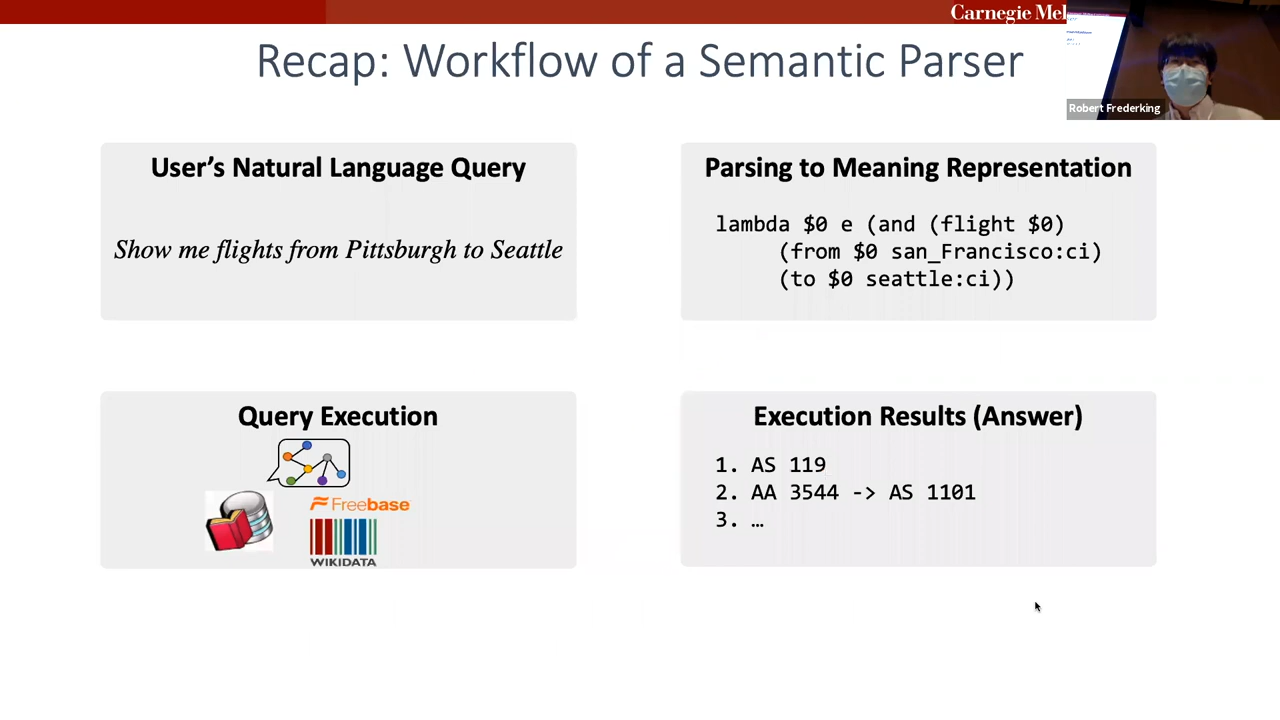 Carnegie Mel
Recap: Workflow of a Semantic Parser
Robert Frederking
User's Natural Language Query
Show me flights from Pittsburgh to Seattle
Parsing to Meaning Representation
lambda $0 e (and (flight $0)
(from $0 san_Francisco:ci)
(to $0 seattle:ci))
Query Execution
Freebase
WIKIDATA
Execution Results (Answer)
1. AS 119
2. AA 3544 -> AS 1101
3. …